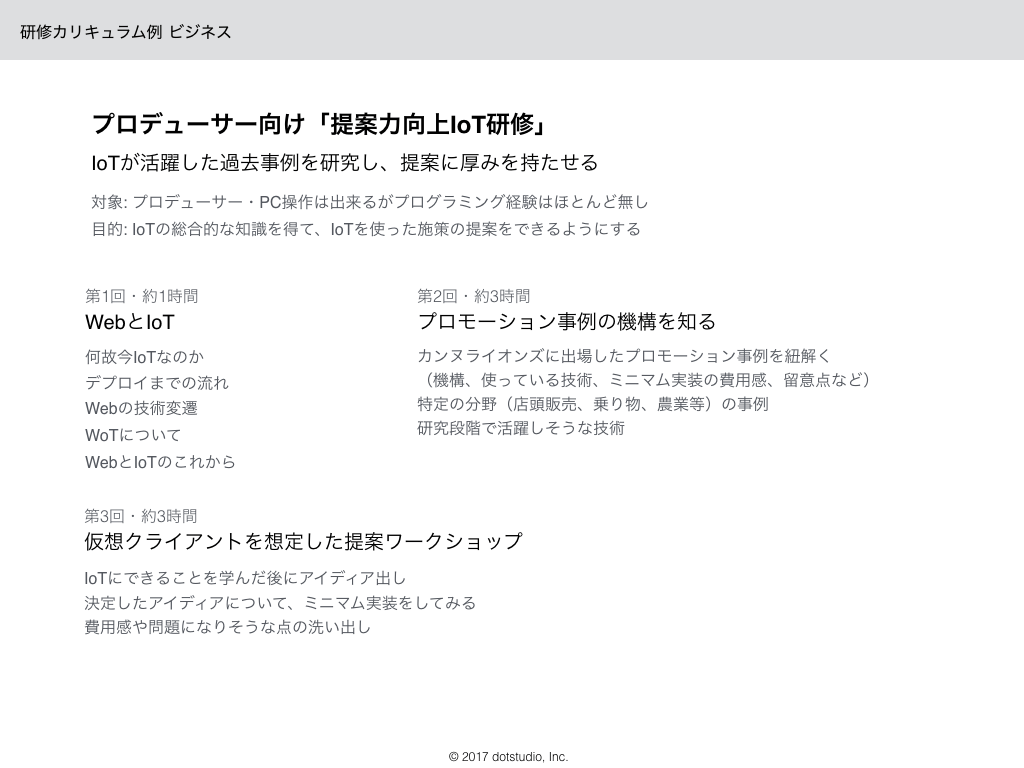 研修カリキュラム例 ビジネス
プロデューサー向け「提案力向上IoT研修」
IoTが活躍した過去事例を研究し、提案に厚みを持たせる
対象: プロデューサー・PC操作は出来るがプログラミング経験はほとんど無し
目的: IoTの総合的な知識を得て、IoTを使った施策の提案をできるようにする
第1回・約1時間
WebとIoT
何故今IoTなのか
デプロイまでの流れ
Webの技術変遷
WoTについて
WebとIoTのこれから
第2回・約3時間
プロモーション事例の機構を知る
カンヌライオンズに出場したプロモーション事例を紐解く
（機構、使っている技術、ミニマム実装の費用感、留意点など）
特定の分野（店頭販売、乗り物、農業等）の事例
研究段階で活躍しそうな技術
第3回・約3時間
仮想クライアントを想定した提案ワークショップ
IoTにできることを学んだ後にアイディア出し
決定したアイディアについて、ミニマム実装をしてみる
費用感や問題になりそうな点の洗い出し
© 2017 dotstudio, Inc.